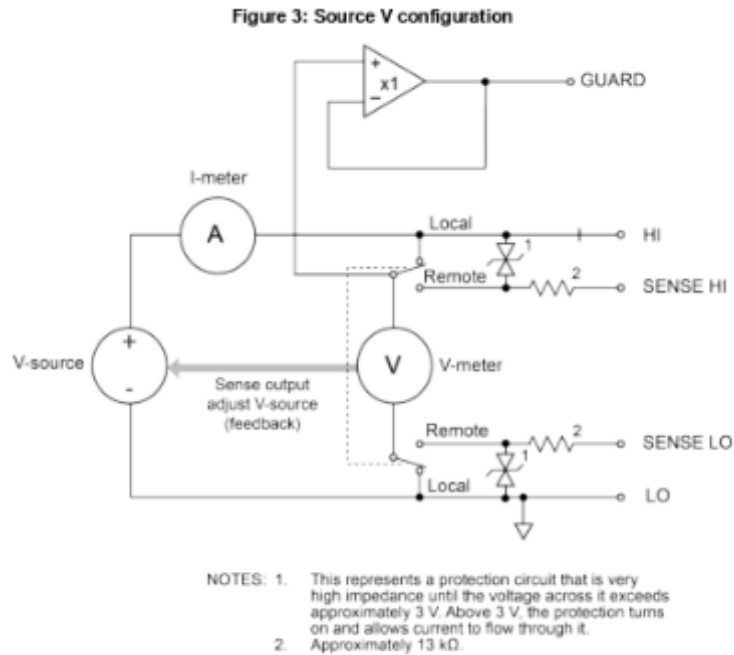 Figure 3: Source V configuration
+
x1
−
GUARD
I-meter
A
Local
1
HI
Remote
2
SENSE HI
V-source
+
-
V
V-meter
Sense output
adjust V-source
(feedback)
Remote
2
SENSE LO
1
Local
LO
NOTES: 1. This represents a protection circuit that is very
high impedance until the voltage across it exceeds
approximately 3 V. Above 3 V, the protection turns
on and allows current to flow through it.
2. Approximately 13 kΩ.